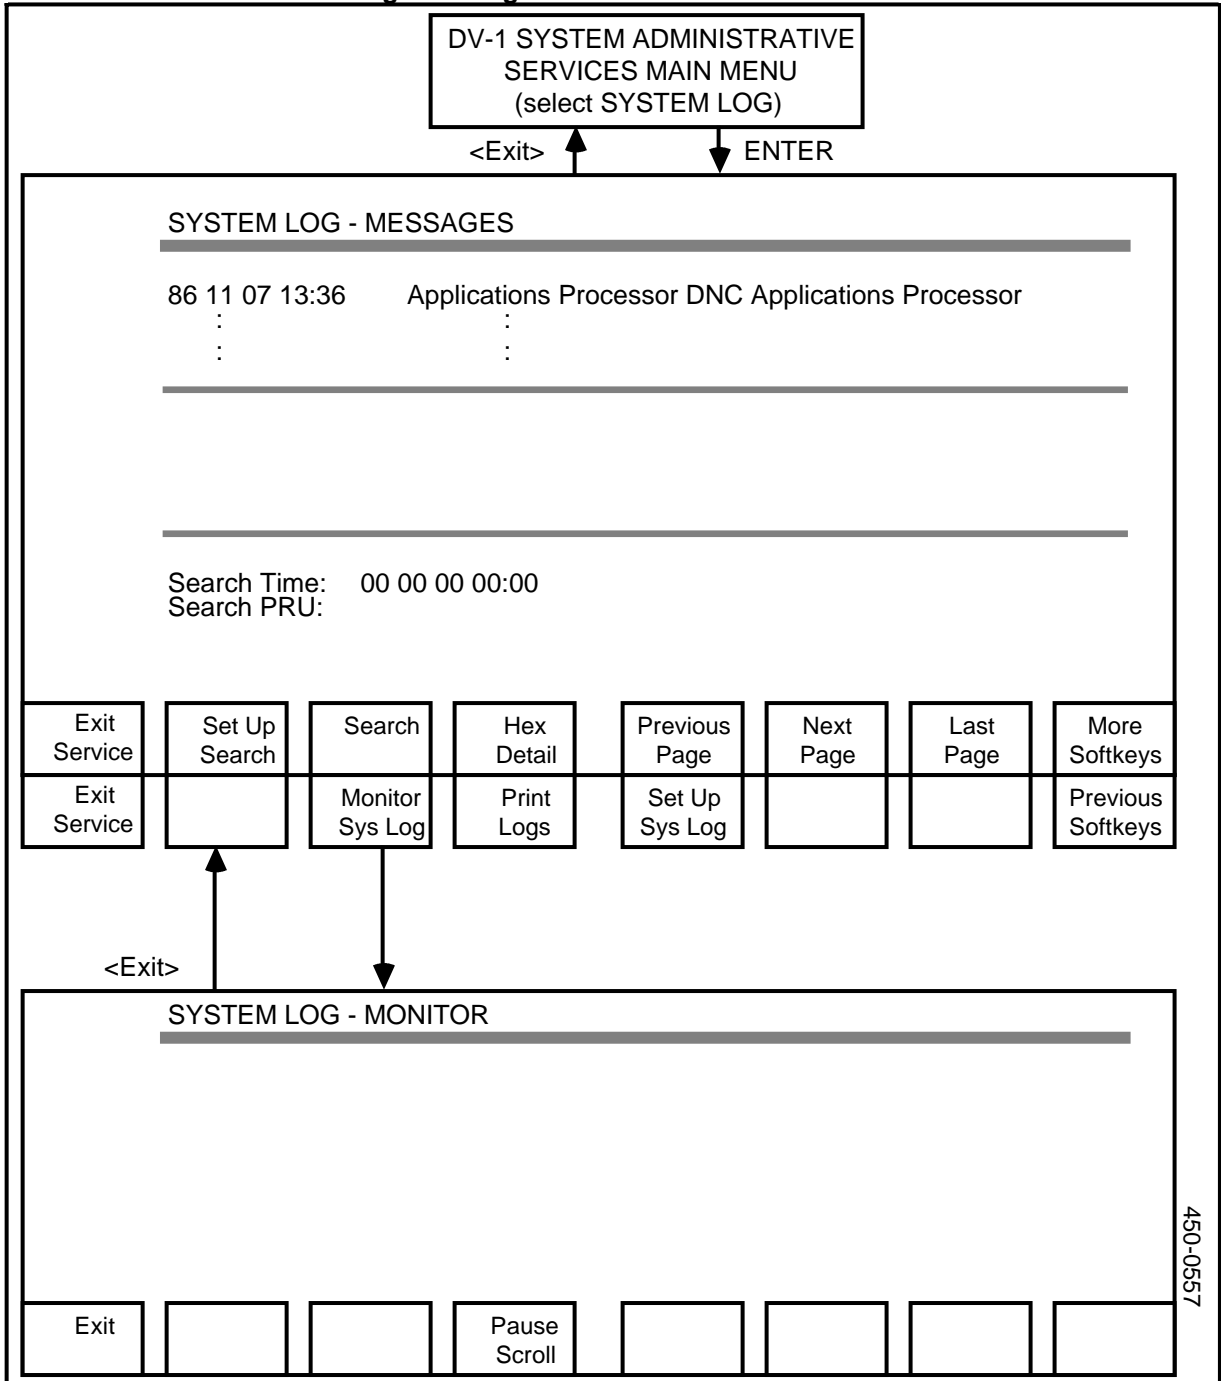 DV-1 SYSTEM ADMINISTRATIVE
SERVICES MAIN MENU
(select SYSTEM LOG)
<Exit> ENTER
SYSTEM LOG - MESSAGES
86 11 07 13:36 Applications Processor DNC Applications Processor
: :
: :
Search Time: 00 00 00 00:00
Search PRU:
Exit Service
Set Up Search
Search
Hex Detail
Previous Page
Next Page
Last Page
More Softkeys
Exit Service
Monitor Sys Log
Print Logs
Set Up Sys Log
Previous Softkeys
<Exit>
SYSTEM LOG - MONITOR
Exit
Pause Scroll
450-0557